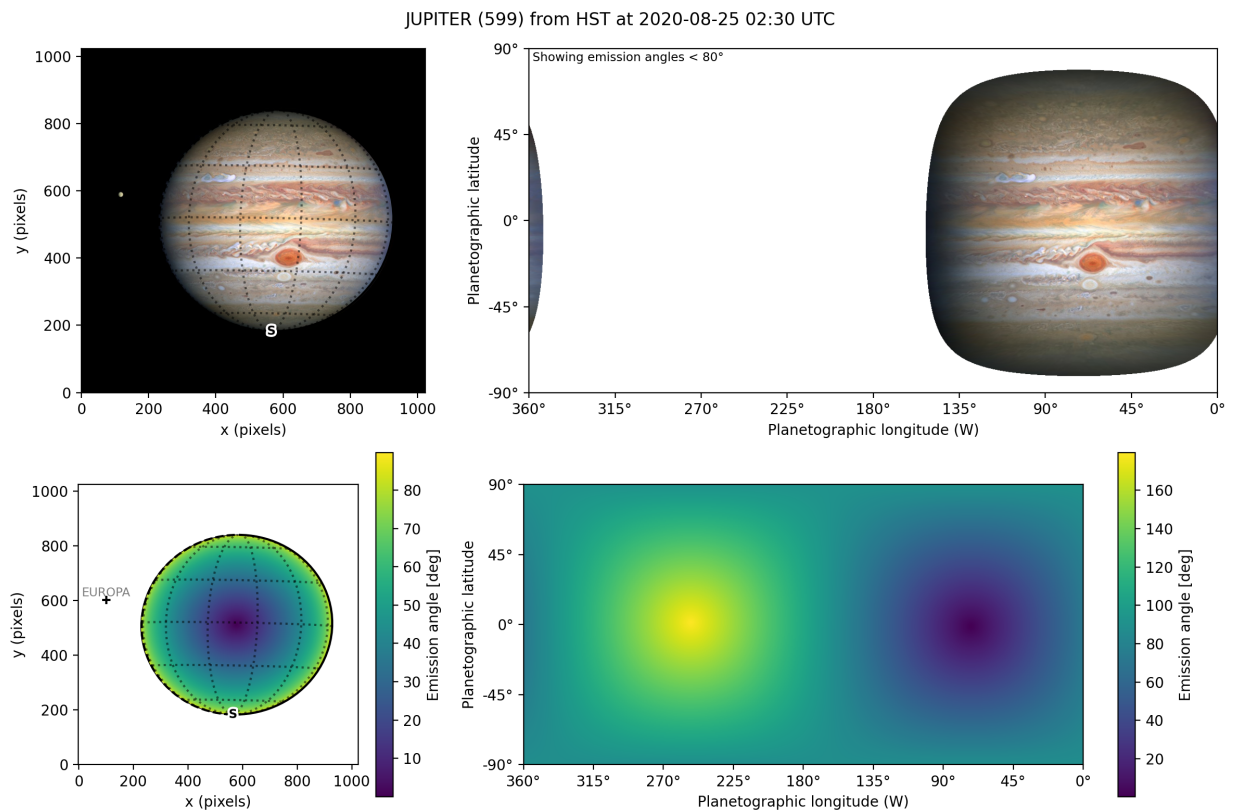 JUPITER (599) from HST at 2020-08-25 02:30 UTC
1000
800
600
400
200
0
y (pixels)
0 200 400 600 800 1000
x (pixels)
S
Showing emission angles < 80°
90°
45°
0°
-45°
-90°
Planetographic latitude
360° 315° 270° 225° 180° 135° 90° 45° 0°
Planetographic longitude (W)
1000
800
600
400
200
0
y (pixels)
EUROPA
S
0 200 400 600 800 1000
x (pixels)
80
70
60
50
40
30
20
10
Emission angle [deg]
90°
45°
0°
-45°
-90°
Planetographic latitude
360° 315° 270° 225° 180° 135° 90° 45° 0°
Planetographic longitude (W)
160
140
120
100
80
60
40
20
Emission angle [deg]